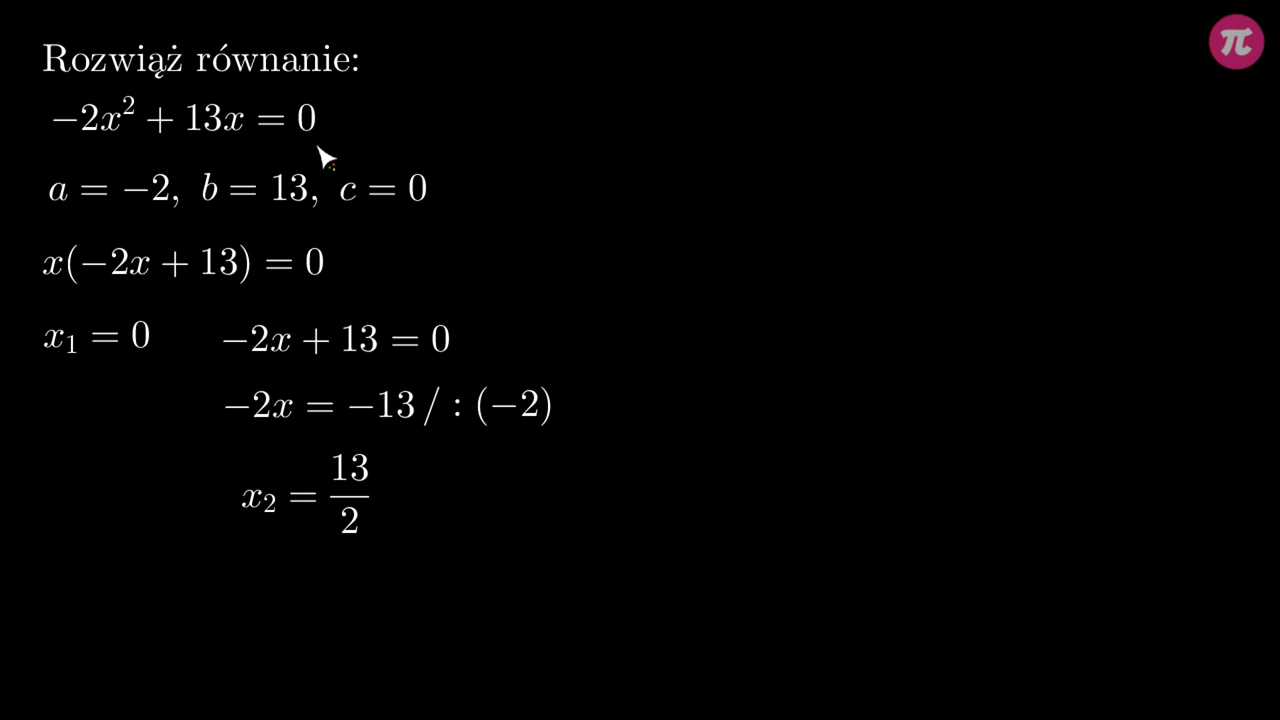 Rozwiąż równanie:
−2x² + 13x = 0
a = −2, b = 13, c = 0
x(−2x + 13) = 0
x₁ = 0
−2x + 13 = 0
−2x = −13 / : (−2)
x₂ = 13/2
π